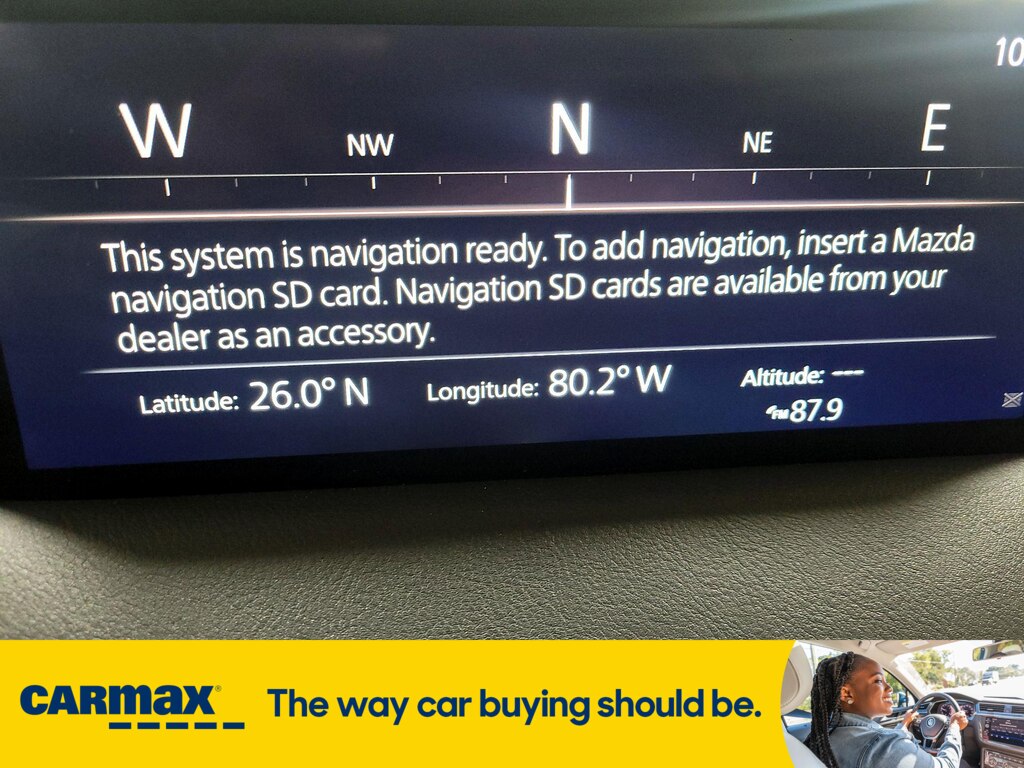 10
W NW N NE E
This system is navigation ready. To add navigation, insert a Mazda
navigation SD card. Navigation SD cards are available from your
dealer as an accessory.
Latitude: 26.0° N Longitude: 80.2° W Altitude: ---
FM 87.9
CARMAX® The way car buying should be.